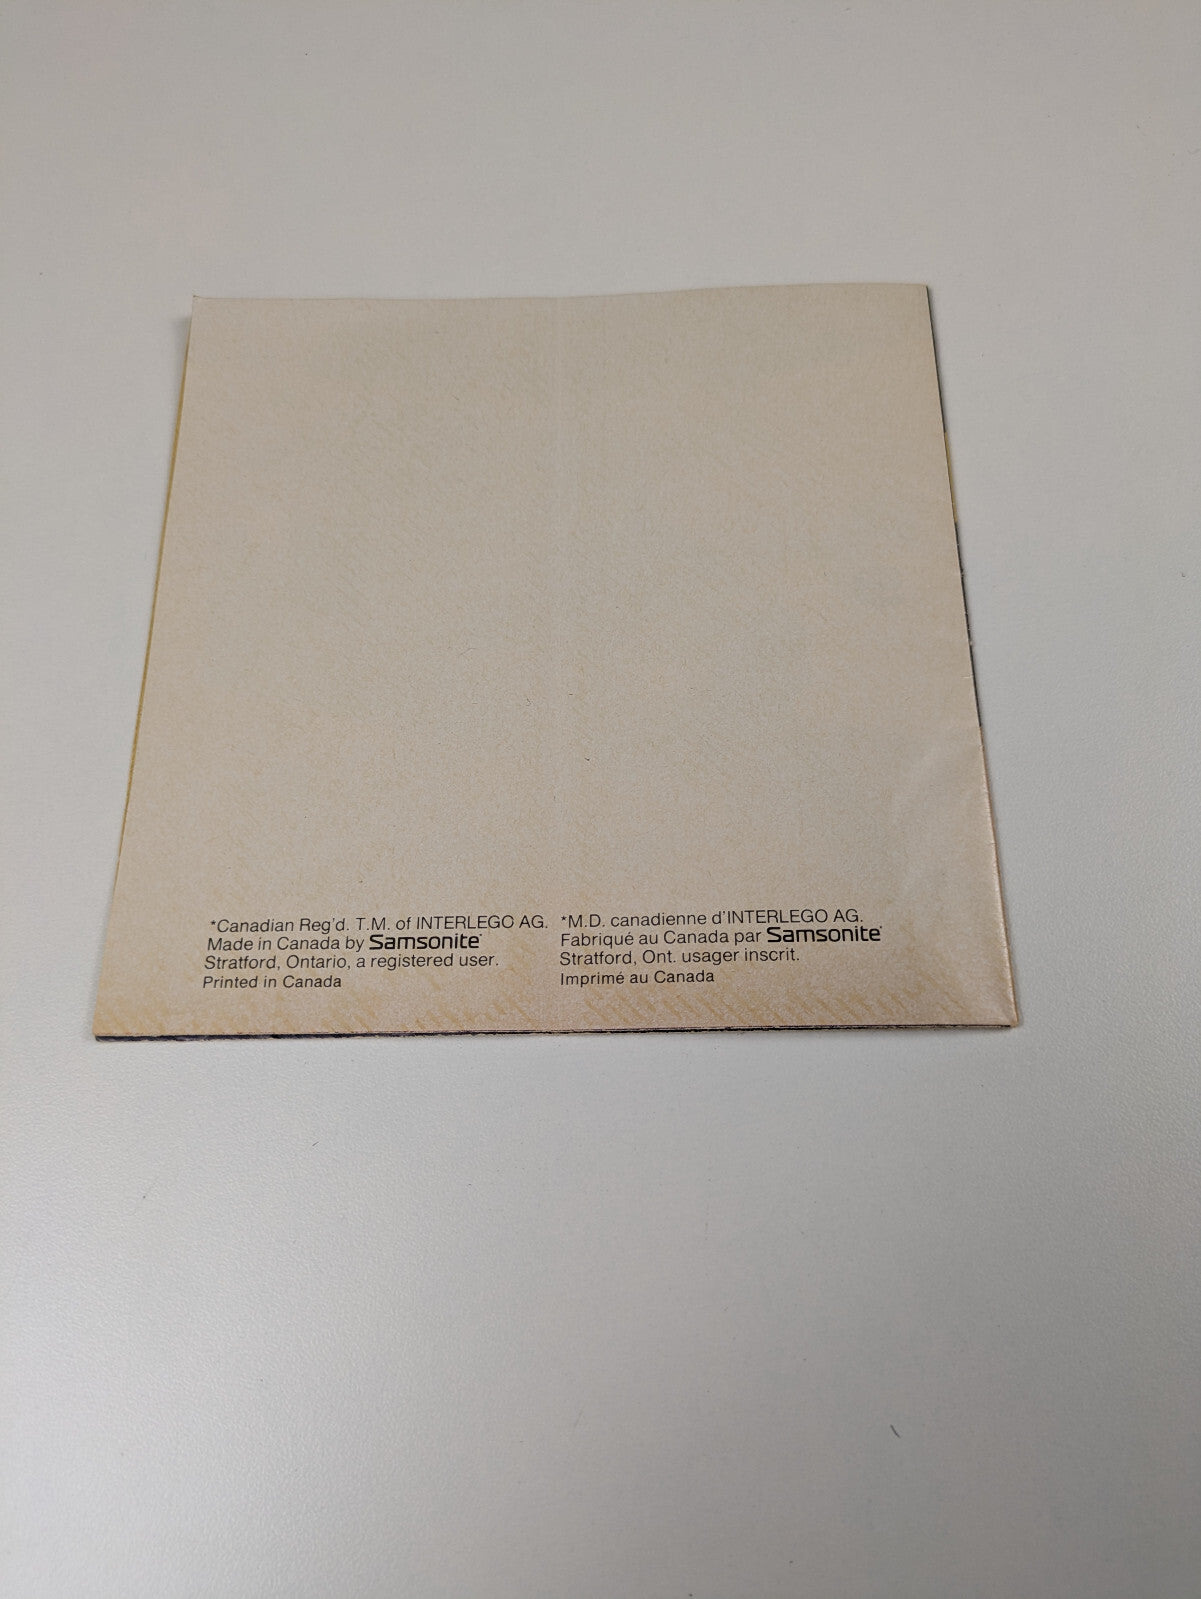 *Canadian Reg'd. T.M. of INTERLEGO AG.
Made in Canada by Samsonite
Stratford, Ontario, a registered user.
Printed in Canada
*M.D. canadienne d'INTERLEGO AG.
Fabriqué au Canada par Samsonite
Stratford, Ont. usager inscrit.
Imprimé au Canada